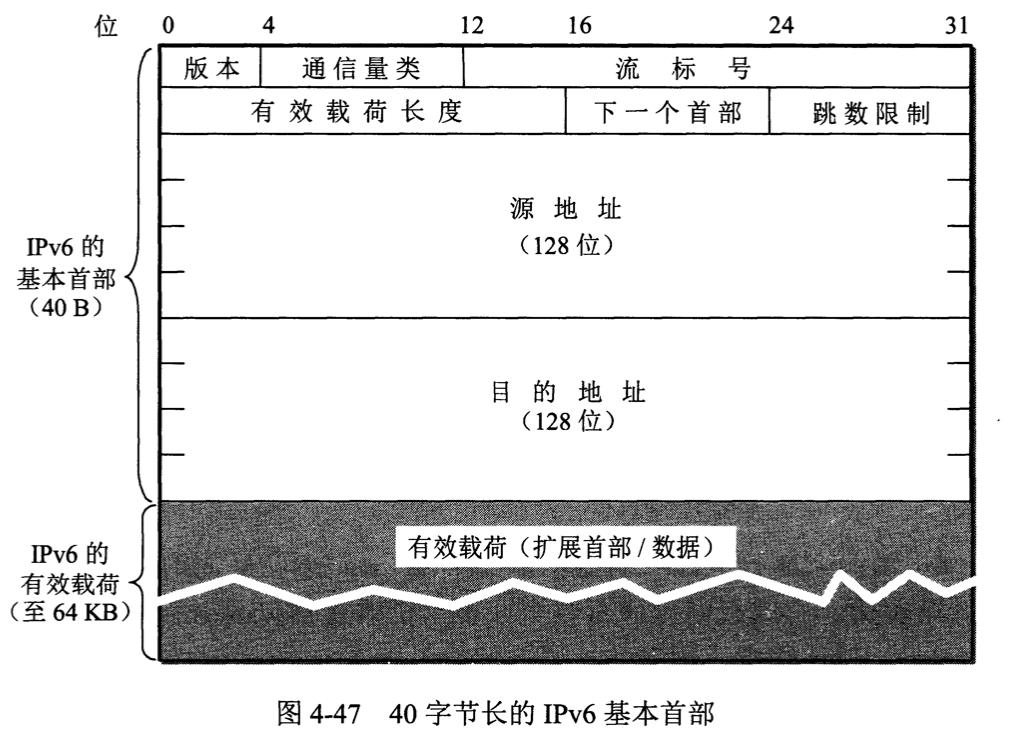 位 0 4 12 16 24 31
版本 通信量类 流标号
有效载荷长度 下一个首部 跳数限制
源地址
（128 位）
IPv6 的
基本首部
（40 B）
目的地址
（128 位）
有效载荷（扩展首部 / 数据）
IPv6 的
有效载荷
（至 64 KB）
图 4-47 40 字节长的 IPv6 基本首部